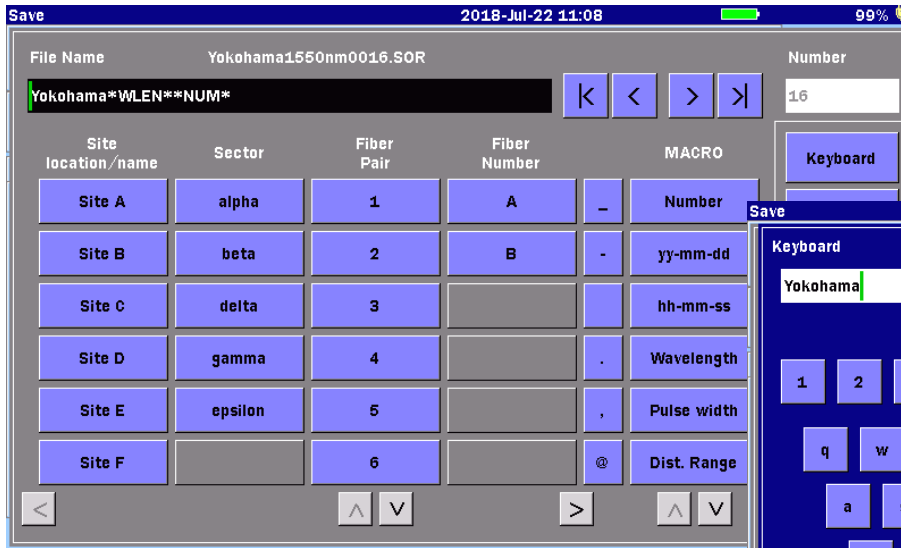 Save 2018-Jul-22 11:08 99%
File Name Yokohama1550nm0016.SOR Number
Yokohama*WLEN**NUM* |< < > >| 16
Site location/name Sector Fiber Pair Fiber Number MACRO Keyboard
Site A alpha 1 A _ Number
Site B beta 2 B - yy-mm-dd
Site C delta 3 hh-mm-ss
Site D gamma 4 . Wavelength
Site E epsilon 5 , Pulse width
Site F 6 @ Dist. Range
< ∧ ∨ > ∧ ∨
Save
Keyboard
Yokohama
1 2
q w
a